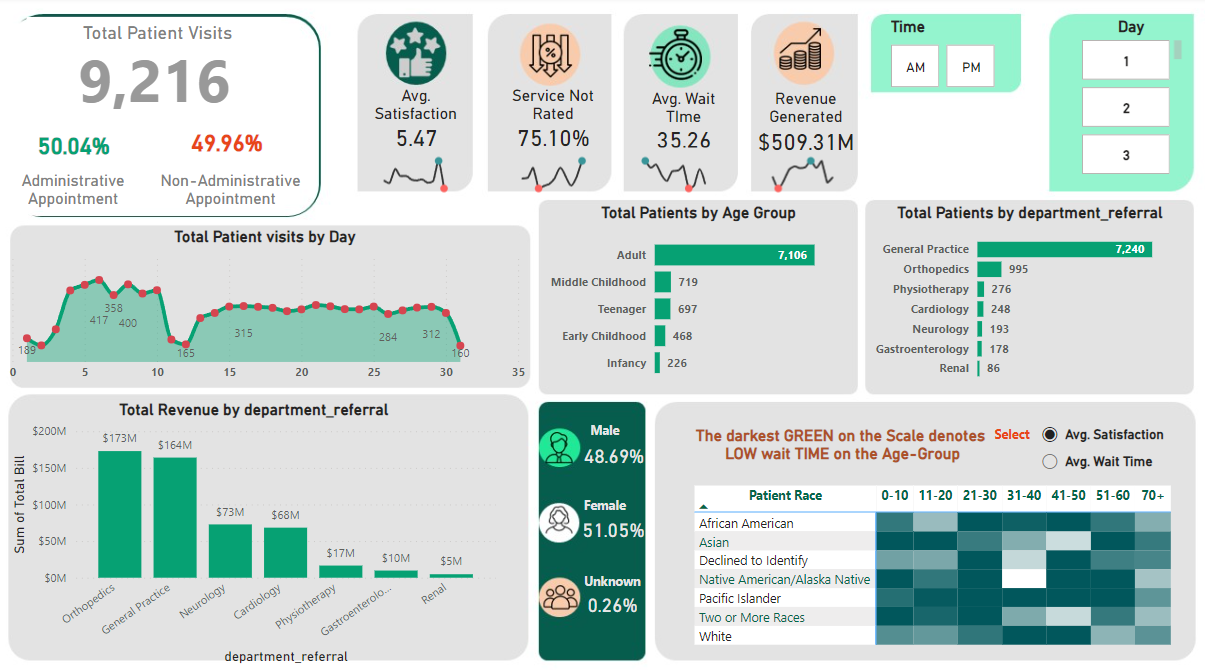 Total Patient Visits
9,216
50.04%
49.96%
Administrative
Appointment
Non-Administrative
Appointment
Avg.
Satisfaction
5.47
Service Not
Rated
75.10%
Avg. Wait
TIme
35.26
Revenue
Generated
$509.31M
Time
AM
PM
Day
1
2
3
Total Patient visits by Day
189
417
358
400
165
315
284
312
160
0
5
10
15
20
25
30
35
Total Patients by Age Group
Adult
7,106
Middle Childhood
719
Teenager
697
Early Childhood
468
Infancy
226
Total Patients by department_referral
General Practice
7,240
Orthopedics
995
Physiotherapy
276
Cardiology
248
Neurology
193
Gastroenterology
178
Renal
86
Total Revenue by department_referral
Sum of Total Bill
$200M
$150M
$100M
$50M
$0M
$173M
$164M
$73M
$68M
$17M
$10M
$5M
Orthopedics
General Practice
Neurology
Cardiology
Physiotherapy
Gastroenterolo...
Renal
department_referral
Male
48.69%
Female
51.05%
Unknown
0.26%
The darkest GREEN on the Scale denotes
LOW wait TIME on the Age-Group
Select
Avg. Satisfaction
Avg. Wait Time
Patient Race 0-10 11-20 21-30 31-40 41-50 51-60 70+
African American
Asian
Declined to Identify
Native American/Alaska Native
Pacific Islander
Two or More Races
White